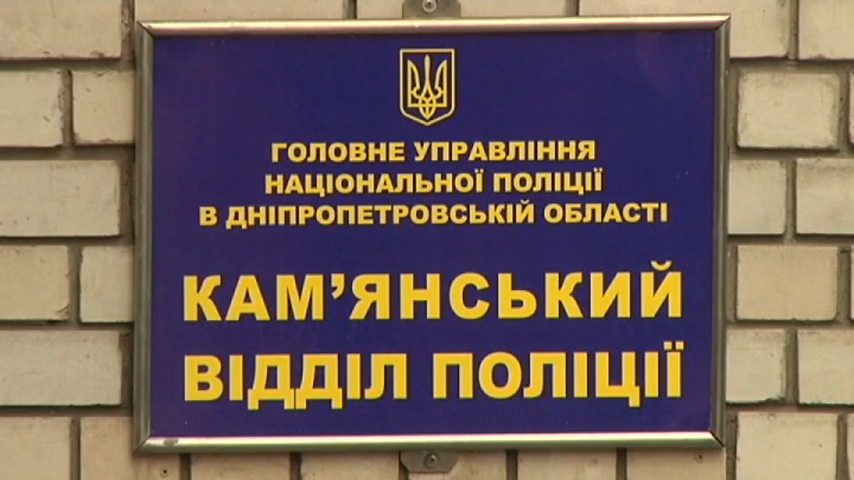 ГОЛОВНЕ УПРАВЛІННЯ
НАЦІОНАЛЬНОЇ ПОЛІЦІЇ
В ДНІПРОПЕТРОВСЬКІЙ ОБЛАСТІ
КАМ’ЯНСЬКИЙ
ВІДДІЛ ПОЛІЦІЇ